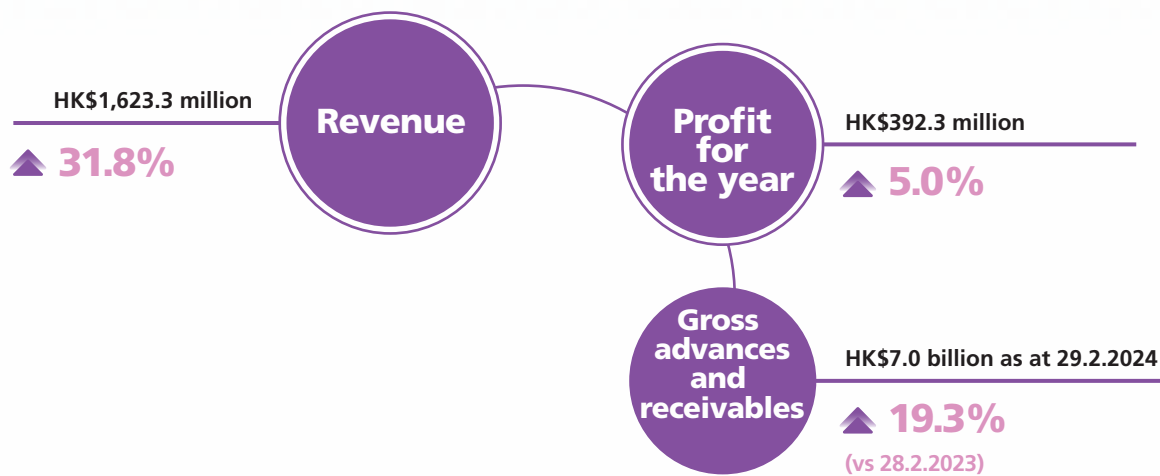 HK$1,623.3 million
31.8%
Revenue
Profit
for
the year
HK$392.3 million
5.0%
Gross
advances
and
receivables
HK$7.0 billion as at 29.2.2024
19.3%
(vs 28.2.2023)